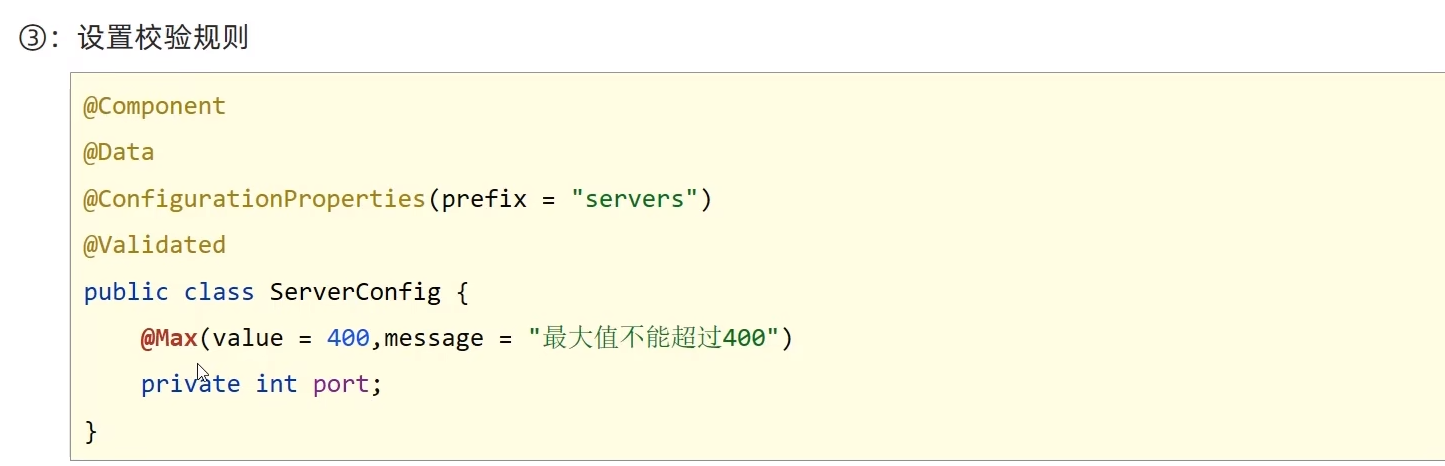 ③：设置校验规则
@Component
@Data
@ConfigurationProperties(prefix = "servers")
@Validated
public class ServerConfig {
    @Max(value = 400,message = "最大值不能超过400")
    private int port;
}